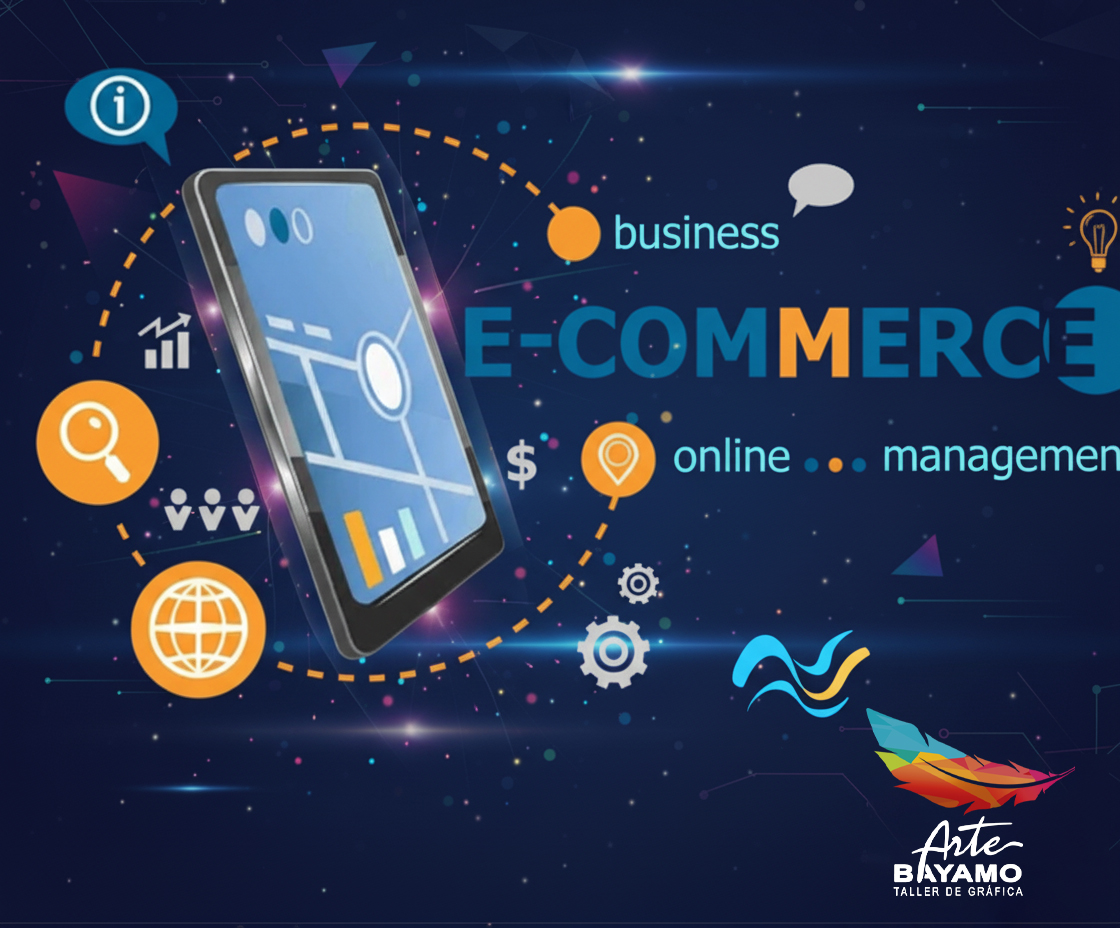 i
business
E-COMMERCE
$
online ... managemen
Arte
BAYAMO
TALLER DE GRÁFICA